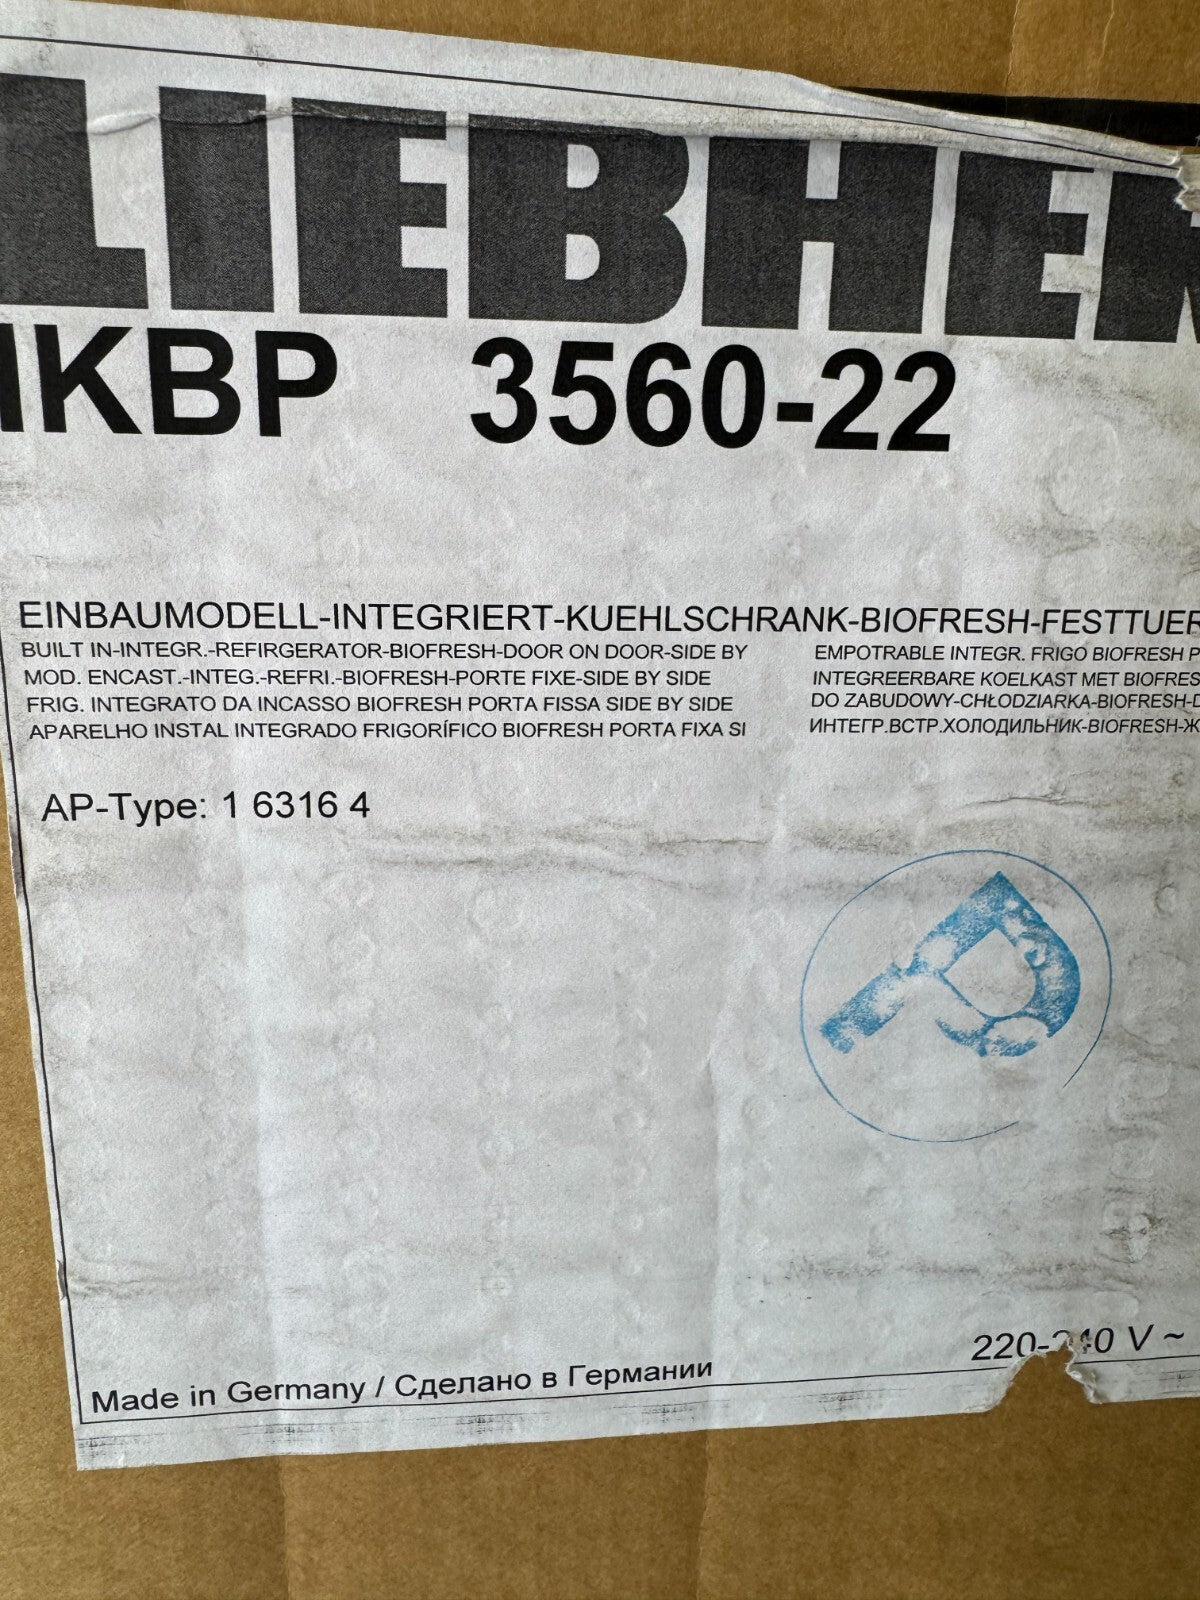 LIEBHER
IKBP 3560-22
EINBAUMODELL-INTEGRIERT-KUEHLSCHRANK-BIOFRESH-FESTTUER
BUILT IN-INTEGR.-REFIRGERATOR-BIOFRESH-DOOR ON DOOR-SIDE BY
MOD. ENCAST.-INTEG.-REFRI.-BIOFRESH-PORTE FIXE-SIDE BY SIDE
FRIG. INTEGRATO DA INCASSO BIOFRESH PORTA FISSA SIDE BY SIDE
APARELHO INSTAL INTEGRADO FRIGORÍFICO BIOFRESH PORTA FIXA SI
EMPOTRABLE INTEGR. FRIGO BIOFRESH P
INTEGREERBARE KOELKAST MET BIOFRES
DO ZABUDOWY-CHŁODZIARKA-BIOFRESH-D
ИНТЕГР.ВСТР.ХОЛОДИЛЬНИК-BIOFRESH-Ж
AP-Type: 1 6316 4
P
220-240 V ~
Made in Germany / Сделано в Германии